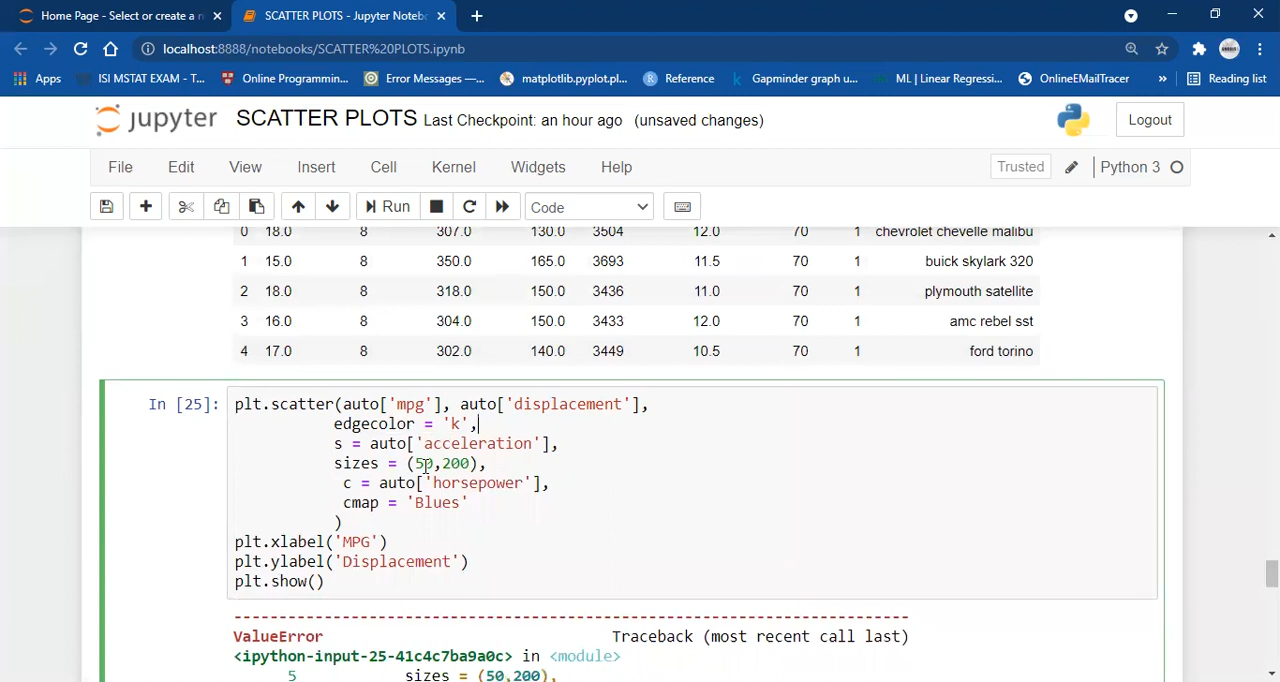 Home Page - Select or create a n
SCATTER PLOTS - Jupyter Notebo
localhost:8888/notebooks/SCATTER%20PLOTS.ipynb
Apps ISI MSTAT EXAM - T... Online Programmin... Error Messages —... matplotlib.pyplot.pl... Reference Gapminder graph u... ML | Linear Regressi... OnlineEMailTracer » Reading list
jupyter SCATTER PLOTS Last Checkpoint: an hour ago (unsaved changes) Logout
File Edit View Insert Cell Kernel Widgets Help Trusted Python 3
Run Code
0 18.0 8 307.0 130.0 3504 12.0 70 1 chevrolet chevelle malibu
1 15.0 8 350.0 165.0 3693 11.5 70 1 buick skylark 320
2 18.0 8 318.0 150.0 3436 11.0 70 1 plymouth satellite
3 16.0 8 304.0 150.0 3433 12.0 70 1 amc rebel sst
4 17.0 8 302.0 140.0 3449 10.5 70 1 ford torino
In [25]: plt.scatter(auto['mpg'], auto['displacement'],
edgecolor = 'k',
s = auto['acceleration'],
sizes = (50,200),
c = auto['horsepower'],
cmap = 'Blues'
)
plt.xlabel('MPG')
plt.ylabel('Displacement')
plt.show()
---------------------------------------------------------------------------
ValueError Traceback (most recent call last)
<ipython-input-25-41c4c7ba9a0c> in <module>
5 sizes = (50,200),